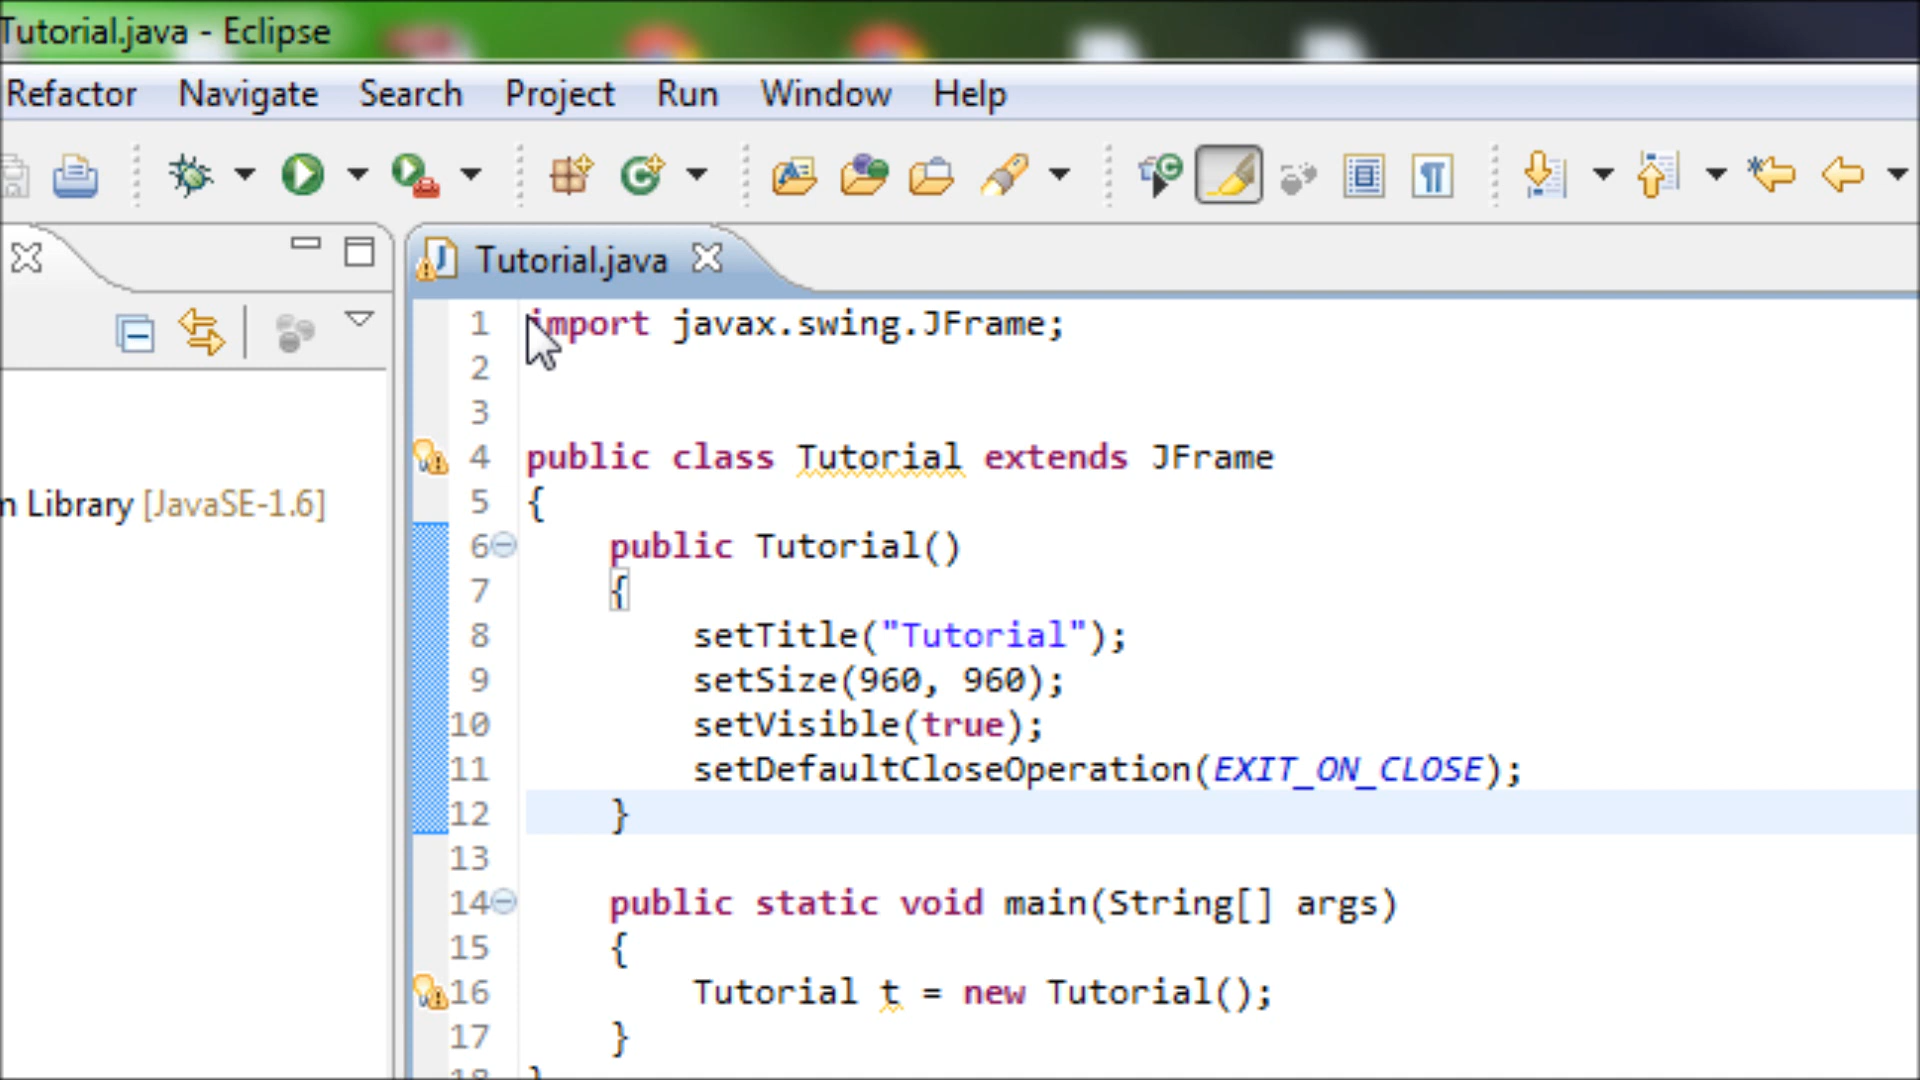 Tutorial.java - Eclipse
Refactor Navigate Search Project Run Window Help
Tutorial.java
Library [JavaSE-1.6]
1 import javax.swing.JFrame;
2
3
4 public class Tutorial extends JFrame
5 {
6 public Tutorial()
7 {
8 setTitle("Tutorial");
9 setSize(960, 960);
10 setVisible(true);
11 setDefaultCloseOperation(EXIT_ON_CLOSE);
12 }
13
14 public static void main(String[] args)
15 {
16 Tutorial t = new Tutorial();
17 }
18 }